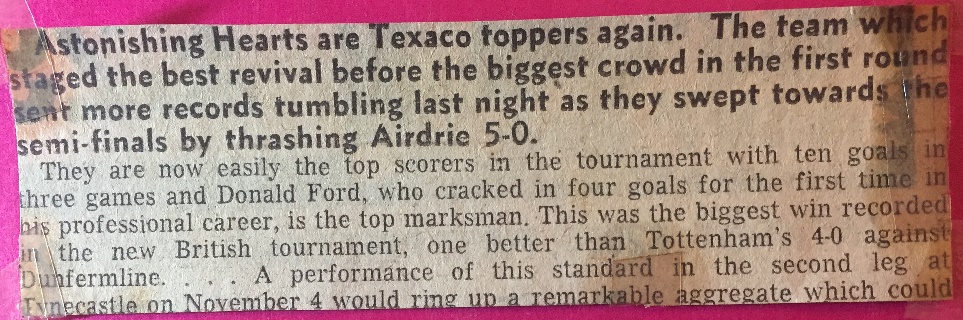 Astonishing Hearts are Texaco toppers again. The team which
staged the best revival before the biggest crowd in the first round
sent more records tumbling last night as they swept towards the
semi-finals by thrashing Airdrie 5-0.
They are now easily the top scorers in the tournament with ten goals in
three games and Donald Ford, who cracked in four goals for the first time in
his professional career, is the top marksman. This was the biggest win recorded
in the new British tournament, one better than Tottenham's 4-0 against
Dunfermline. . . . A performance of this standard in the second leg at
Tynecastle on November 4 would ring up a remarkable aggregate which could